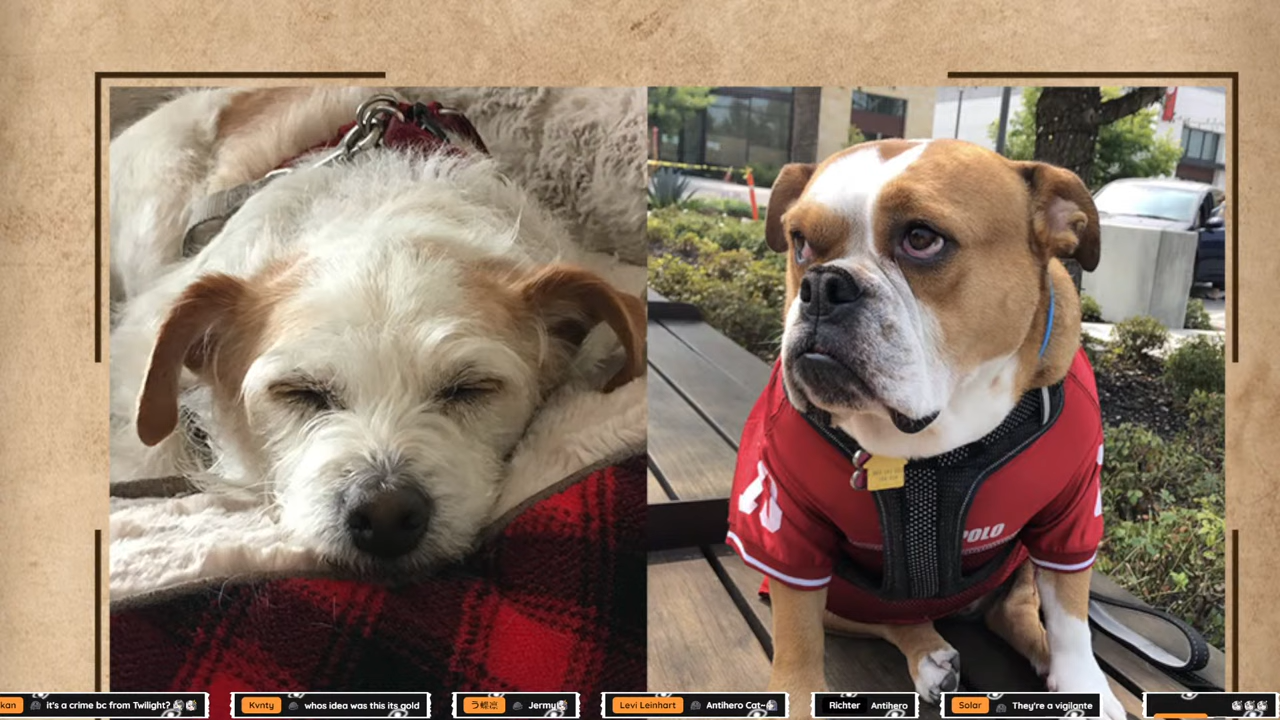 POLO
kan it's a crime bc from Twilight?
Kvnty whos idea was this its gold
Jermy
Levi Leinhart Antihero Cat~
Richter Antihero
Solar They're a vigilante